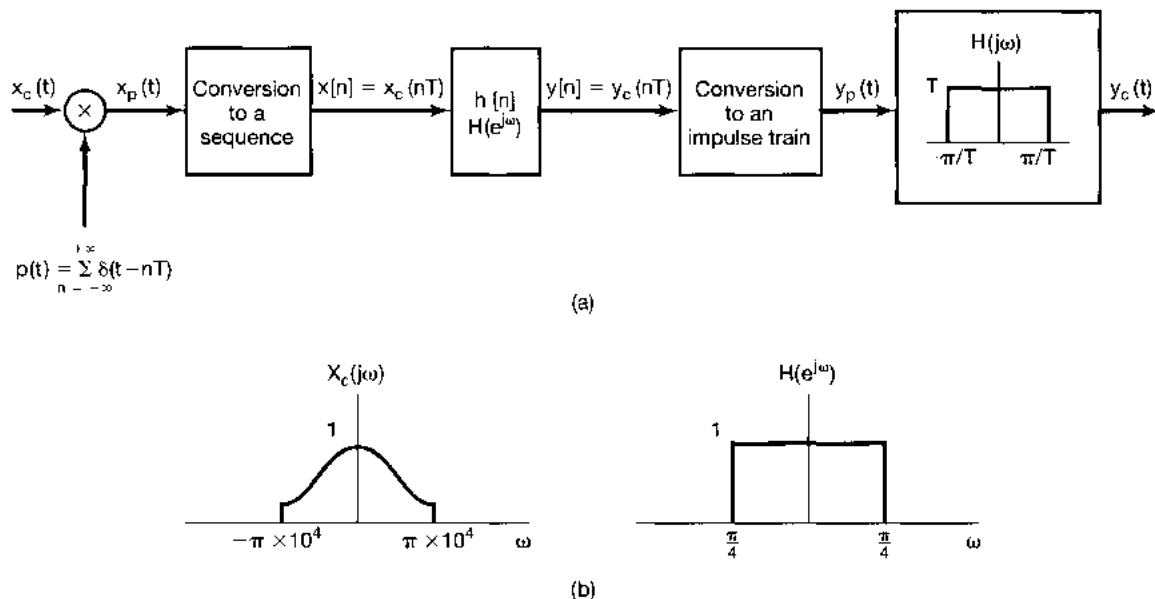 x_c(t) x_p(t) Conversion to a sequence x[n] = x_c(nT) h[n] H(e^{jω}) y[n] = y_c(nT) Conversion to an impulse train y_p(t) H(jω) T -π/T π/T y_c(t)
×
p(t) = Σ δ(t−nT)
+∞
n = −∞
(a)
X_c(jω) H(e^{jω})
1 1
−π × 10^4 π × 10^4 ω π/4 π/4 ω
(b)